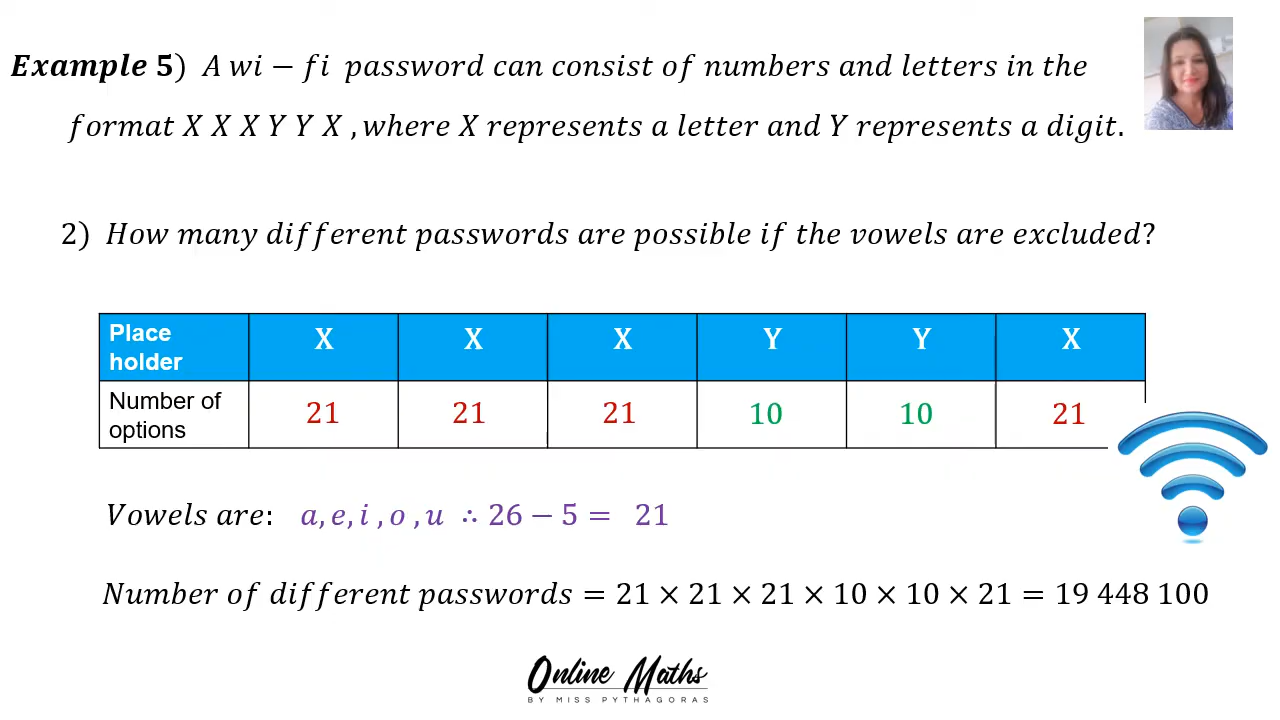 Example 5) A wi − fi password can consist of numbers and letters in the
format X X X Y Y X , where X represents a letter and Y represents a digit.
2) How many different passwords are possible if the vowels are excluded?
Place holder X X X Y Y X
Number of options 21 21 21 10 10 21
Vowels are: a, e, i , o , u ∴ 26 − 5 = 21
Number of different passwords = 21 × 21 × 21 × 10 × 10 × 21 = 19 448 100
Online Maths
BY MISS PYTHAGORAS